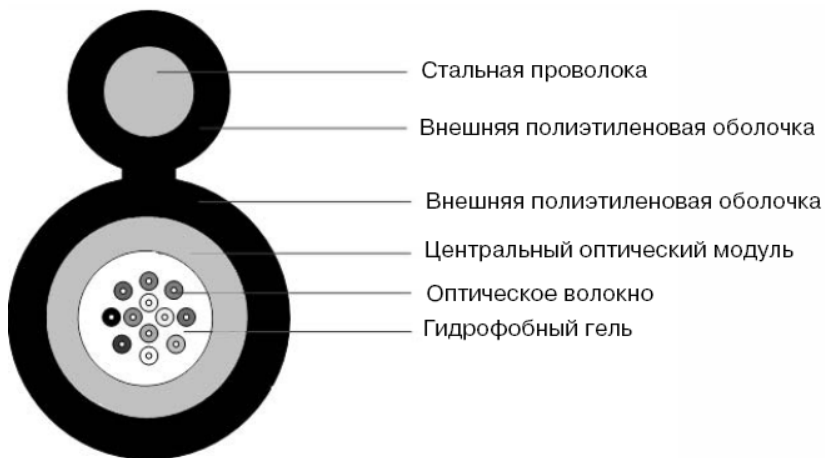 Стальная проволока
Внешняя полиэтиленовая оболочка
Внешняя полиэтиленовая оболочка
Центральный оптический модуль
Оптическое волокно
Гидрофобный гель